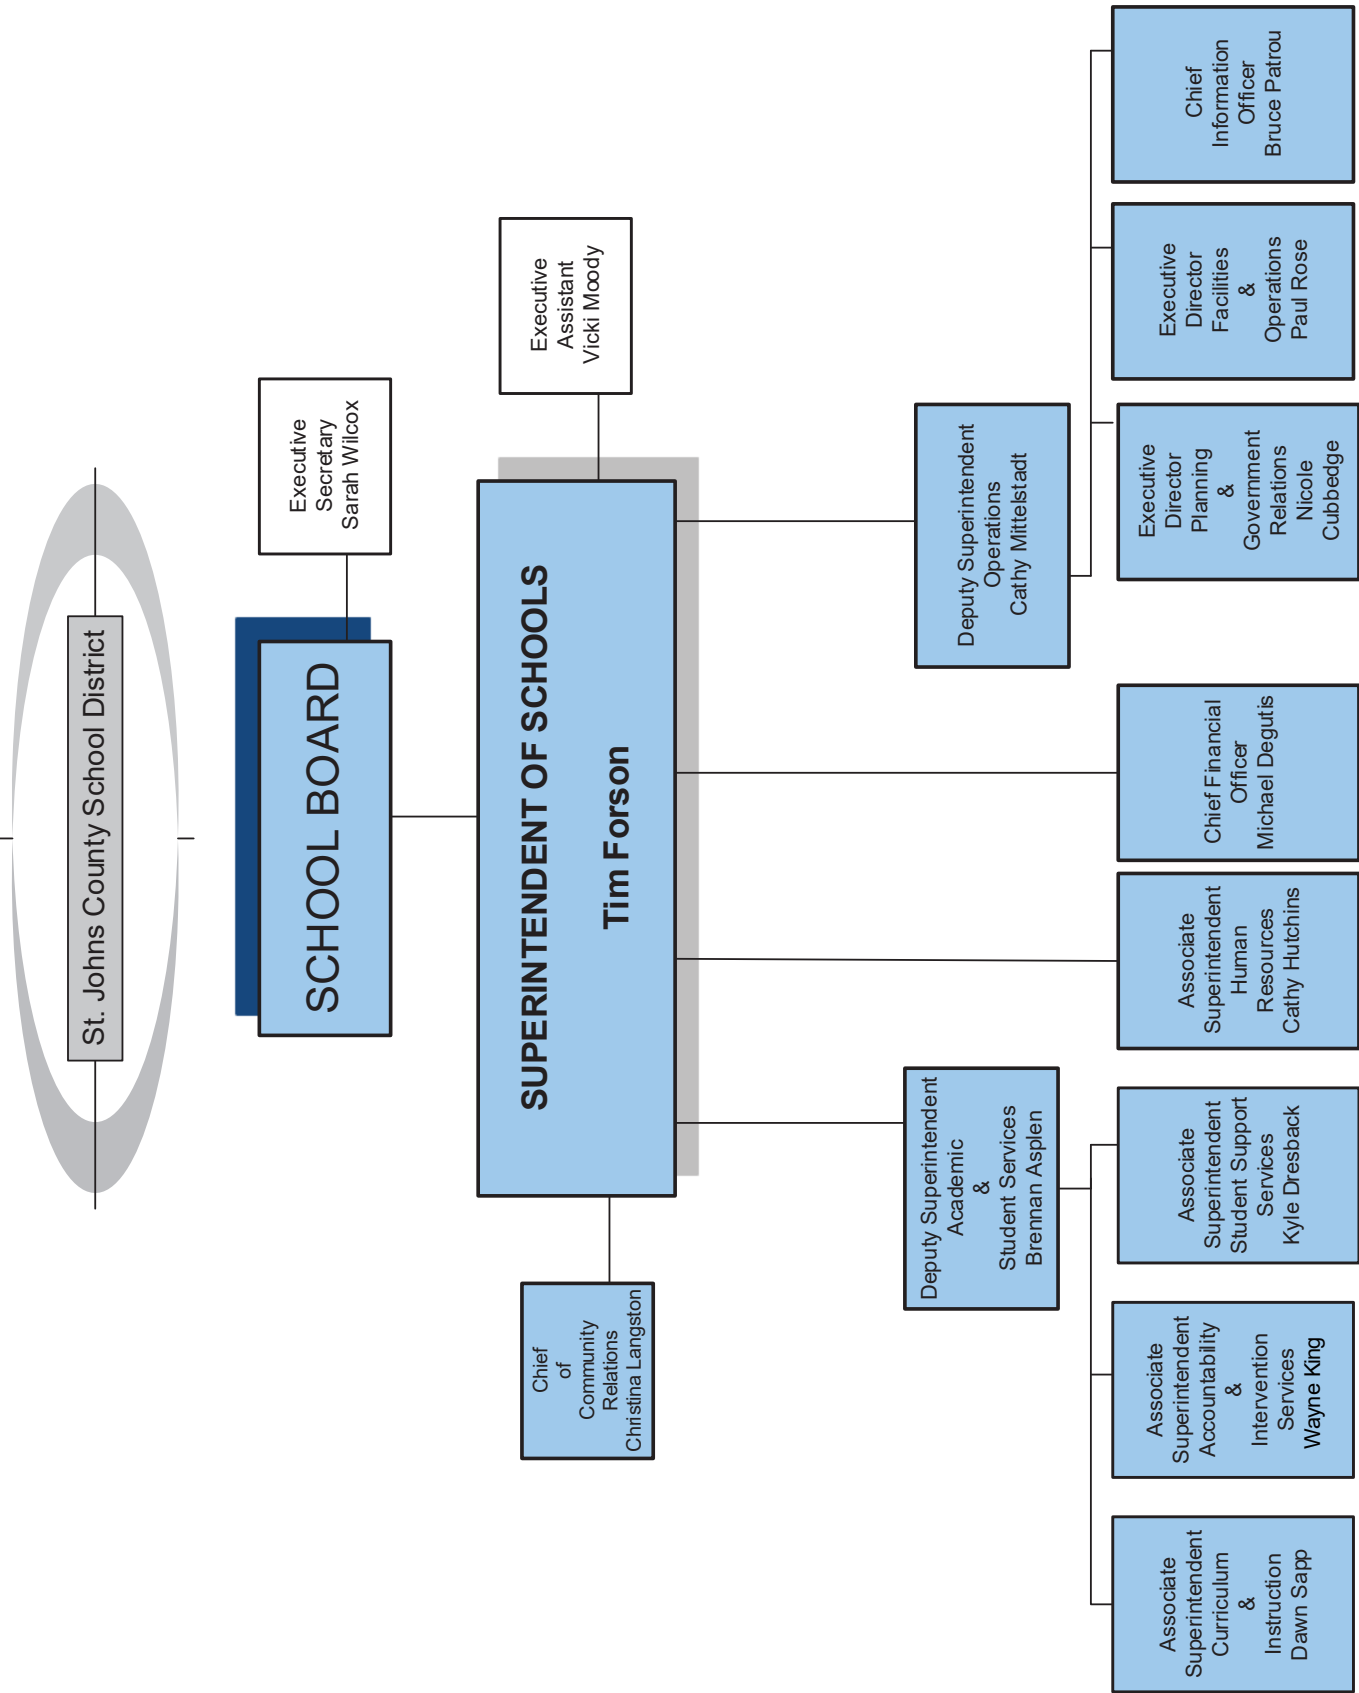 St. Johns County School District
SCHOOL BOARD
Executive
Secretary
Sarah Wilcox
SUPERINTENDENT OF SCHOOLS
Tim Forson
Chief
of
Community
Relations
Christina Langston
Executive
Assistant
Vicki Moody
Deputy Superintendent
Academic
&
Student Services
Brennan Asplen
Deputy Superintendent
Operations
Cathy Mittelstadt
Associate
Superintendent
Curriculum
&
Instruction
Dawn Sapp
Associate
Superintendent
Accountability
&
Intervention
Services
Wayne King
Associate
Superintendent
Student Support
Services
Kyle Dresback
Associate
Superintendent
Human
Resources
Cathy Hutchins
Chief Financial
Officer
Michael Degutis
Executive
Director
Planning
&
Government
Relations
Nicole
Cubbedge
Executive
Director
Facilities
&
Operations
Paul Rose
Chief
Information
Officer
Bruce Patrou